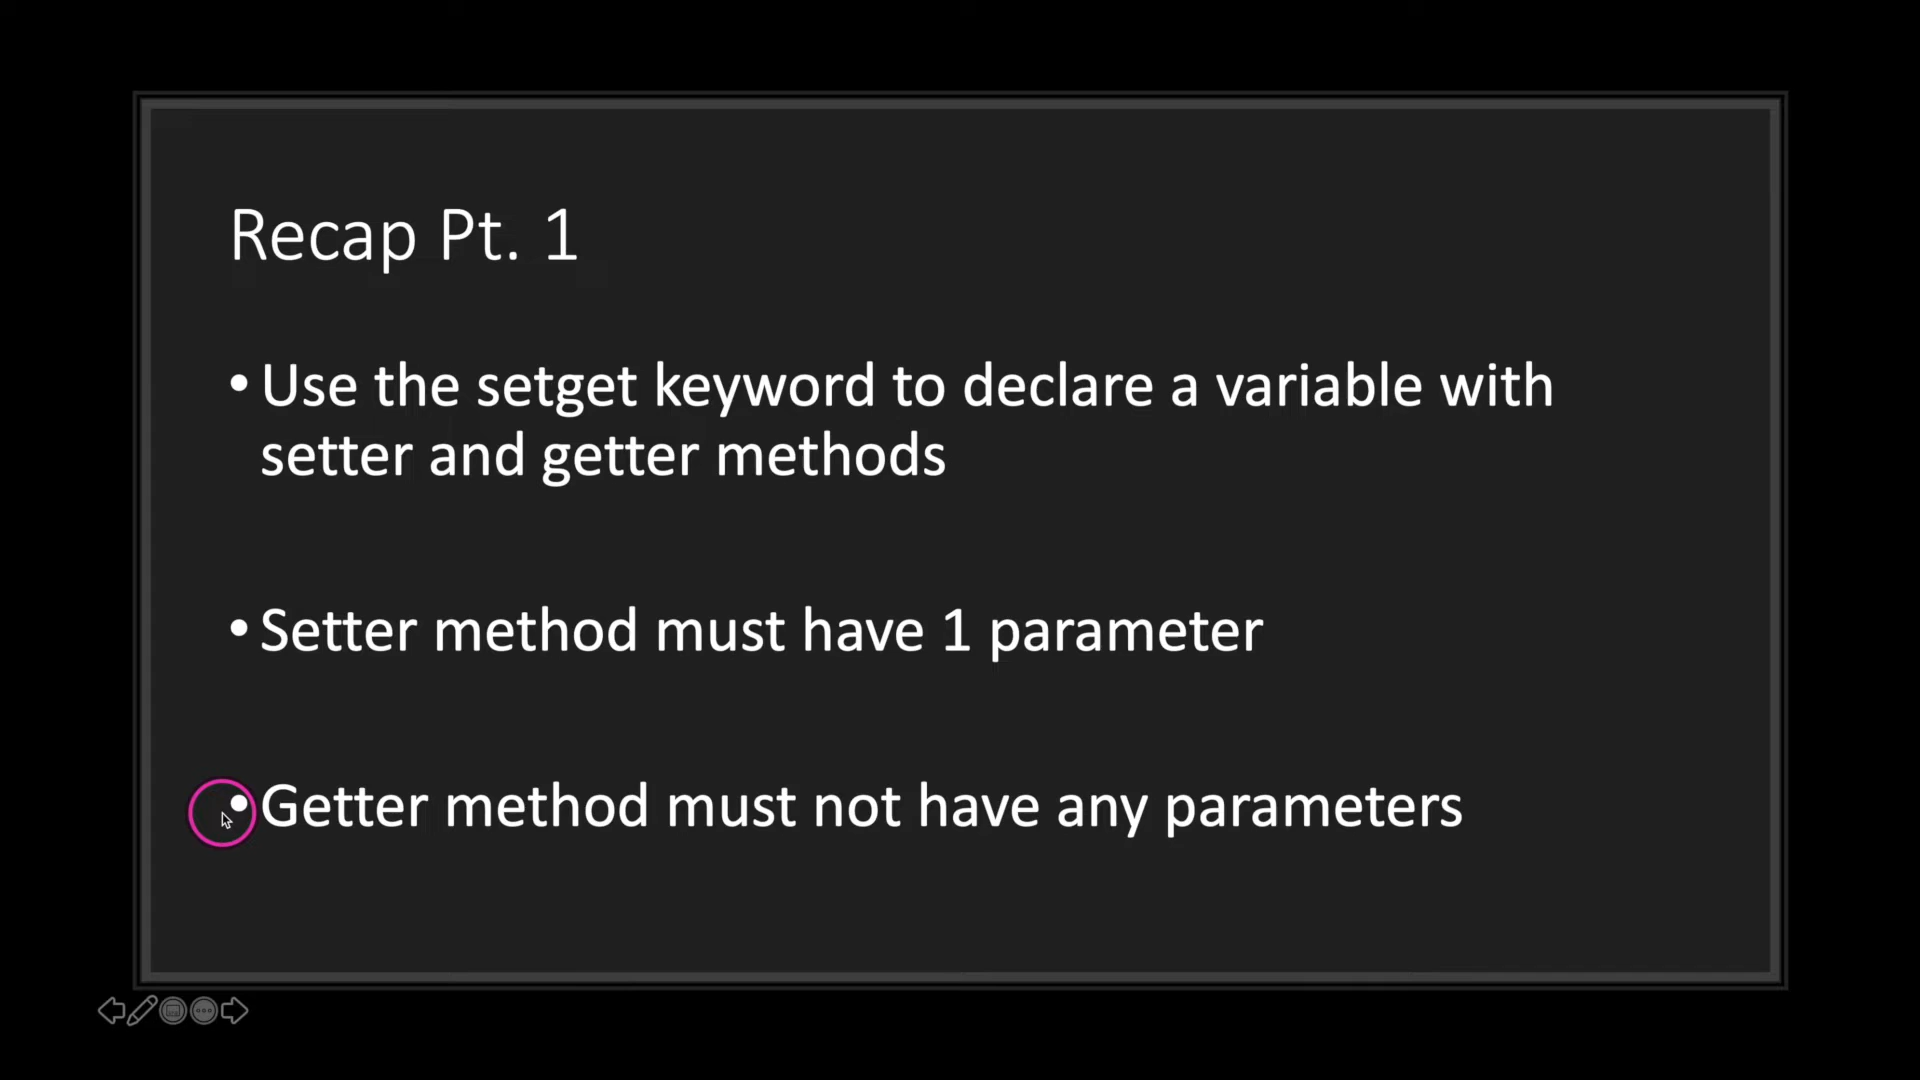 Recap Pt. 1
• Use the setget keyword to declare a variable with
setter and getter methods
• Setter method must have 1 parameter
• Getter method must not have any parameters